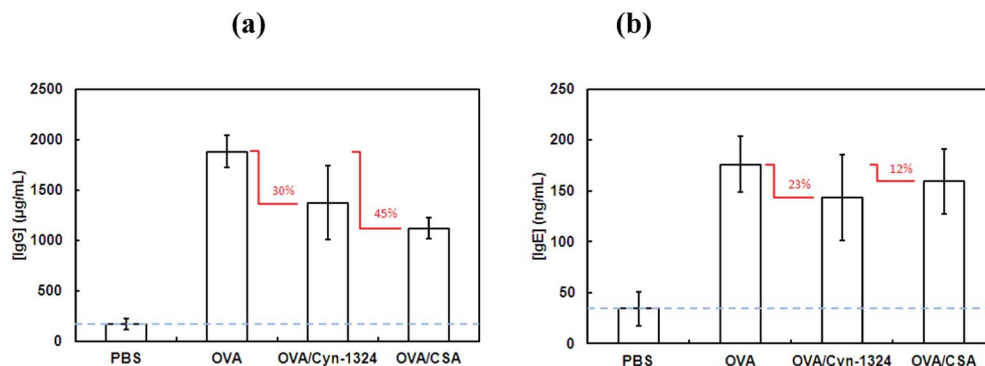 (a)
[IgG] (µg/mL)
2500
2000
1500
1000
500
0
30%
45%
PBS OVA OVA/Cyn-1324 OVA/CSA
(b)
[IgE] (ng/mL)
250
200
150
100
50
0
23%
12%
PBS OVA OVA/Cyn-1324 OVA/CSA